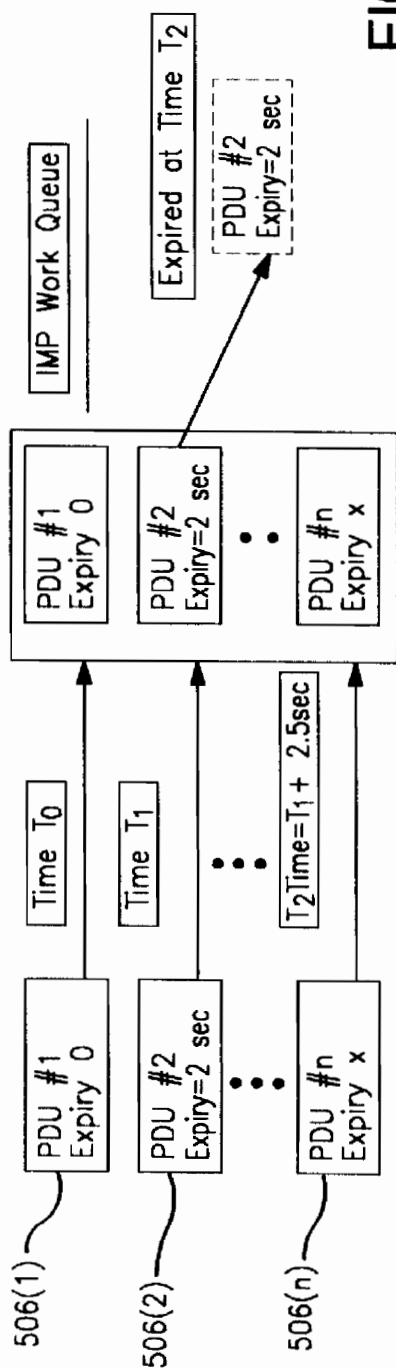 506(1)
PDU #1
Expiry 0
Time T0
PDU #1
Expiry 0
IMP Work Queue
506(2)
PDU #2
Expiry=2 sec
Time T1
PDU #2
Expiry=2 sec
Expired at Time T2
PDU #2
Expiry=2 sec
506(n)
PDU #n
Expiry x
T2Time=T1+ 2.5sec
PDU #n
Expiry x